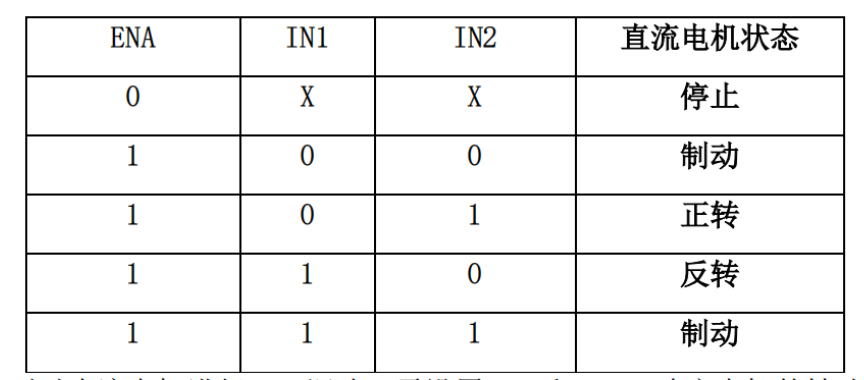 ENA IN1 IN2 直流电机状态
0 X X 停止
1 0 0 制动
1 0 1 正转
1 1 0 反转
1 1 1 制动